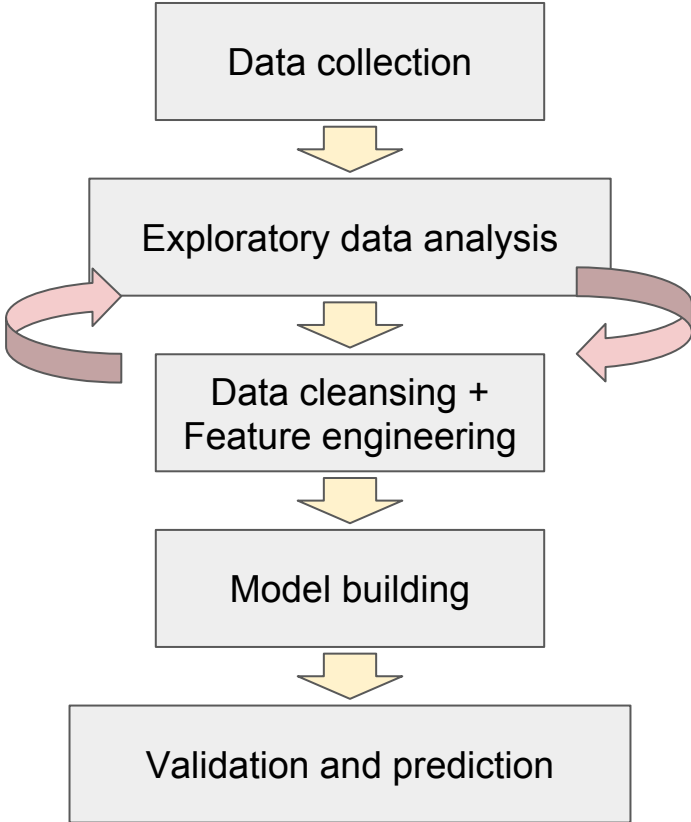 Data collection
Exploratory data analysis
Data cleansing +
Feature engineering
Model building
Validation and prediction